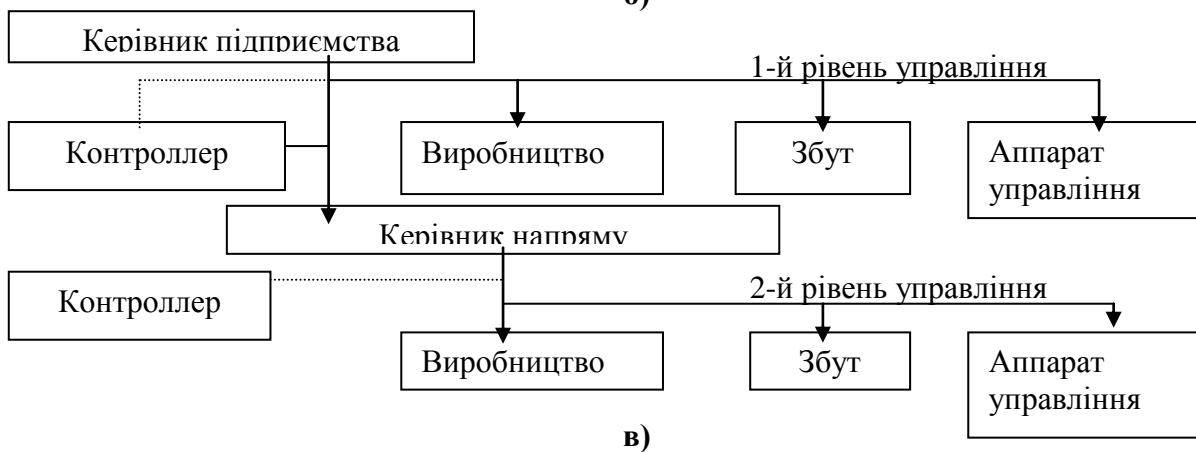 б)
Керівник підприємства
1-й рівень управління
Контроллер
Виробництво
Збут
Аппарат
управління
Керівник напряму
Контроллер
2-й рівень управління
Виробництво
Збут
Аппарат
управління
в)